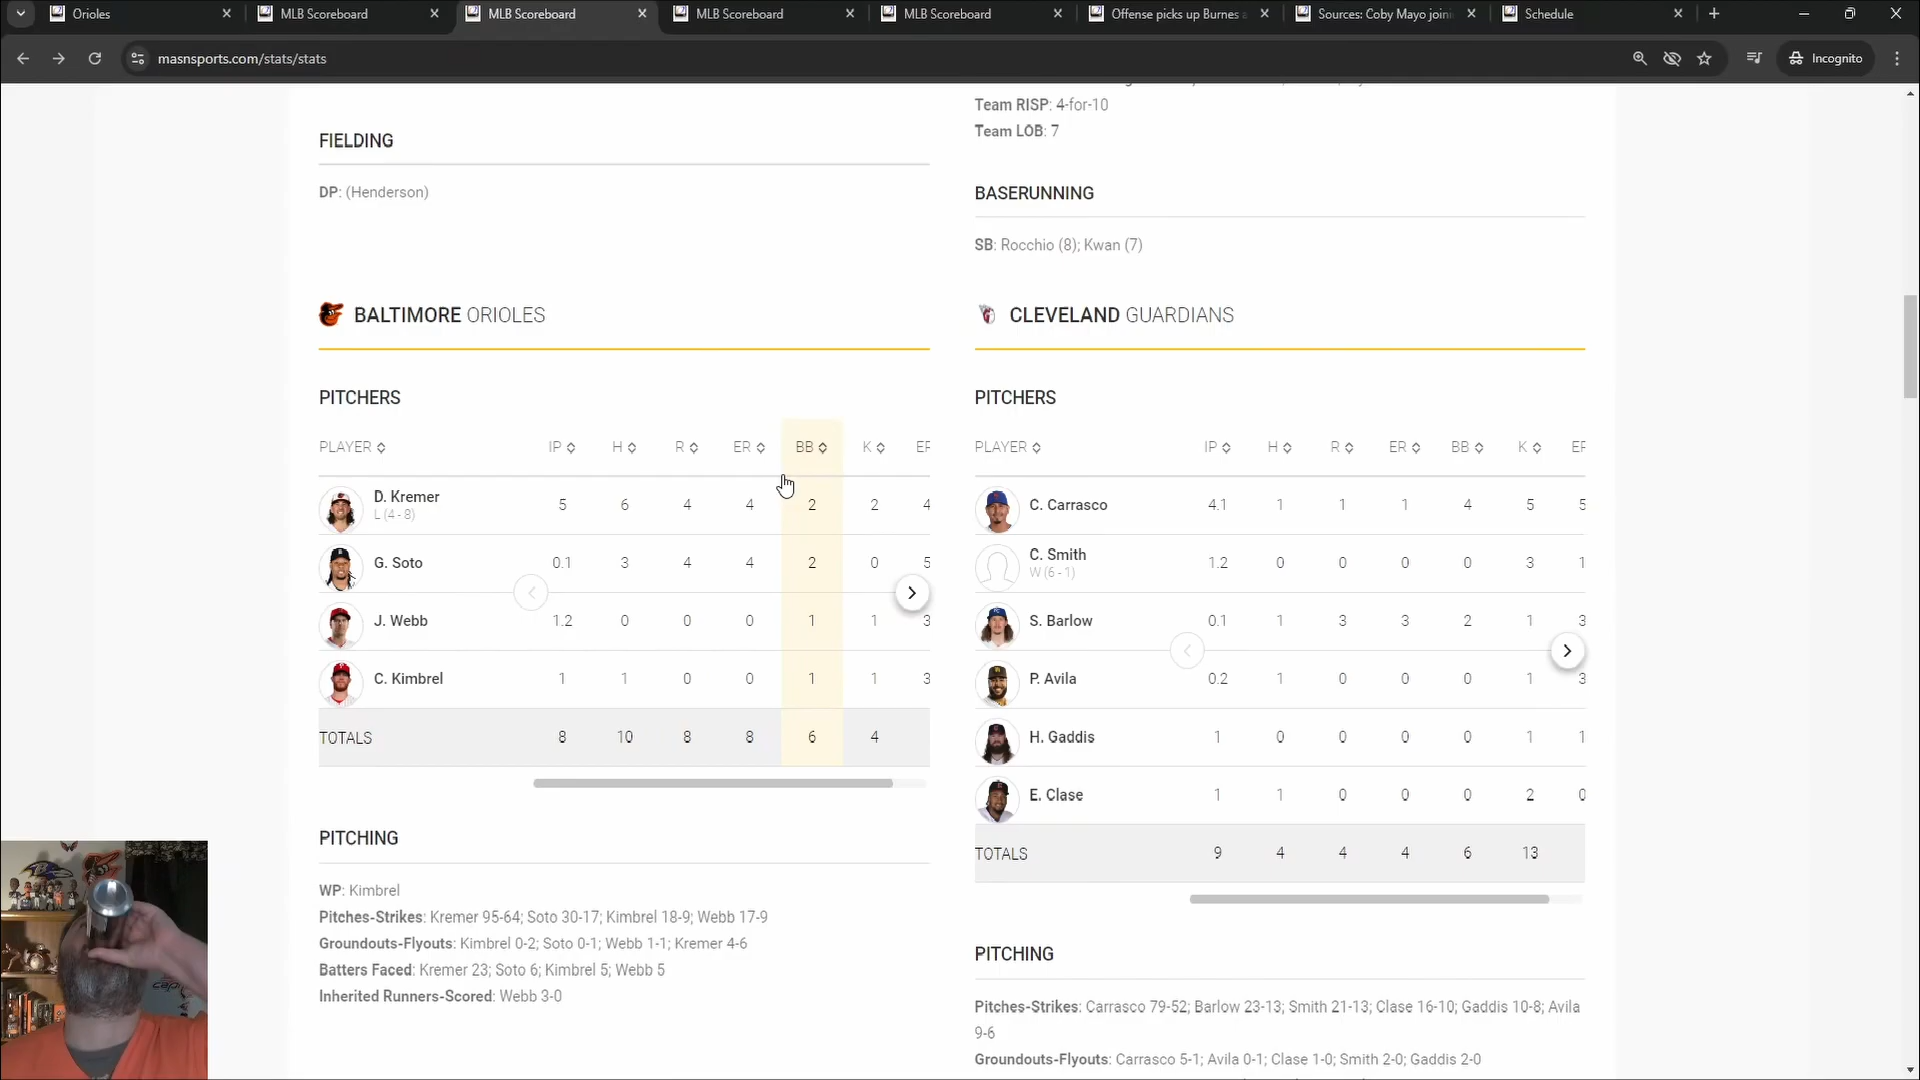 Orioles
MLB Scoreboard
MLB Scoreboard
MLB Scoreboard
MLB Scoreboard
Offense picks up Burnes a
Sources: Coby Mayo joini
Schedule
masnsports.com/stats/stats
Incognito
Team RISP: 4-for-10
Team LOB: 7
FIELDING
DP: (Henderson)
BASERUNNING
SB: Rocchio (8); Kwan (7)
BALTIMORE ORIOLES
PITCHERS
PLAYER IP H R ER BB K
D. Kremer 5 6 4 4 2 2 4
L (4 - 8)
G. Soto 0.1 3 4 4 2 0 5
J. Webb 1.2 0 0 0 1 1 3
C. Kimbrel 1 1 0 0 1 1 3
TOTALS 8 10 8 8 6 4
PITCHING
WP: Kimbrel
Pitches-Strikes: Kremer 95-64; Soto 30-17; Kimbrel 18-9; Webb 17-9
Groundouts-Flyouts: Kimbrel 0-2; Soto 0-1; Webb 1-1; Kremer 4-6
Batters Faced: Kremer 23; Soto 6; Kimbrel 5; Webb 5
Inherited Runners-Scored: Webb 3-0
CLEVELAND GUARDIANS
PITCHERS
PLAYER IP H R ER BB K
C. Carrasco 4.1 1 1 1 4 5 5
C. Smith 1.2 0 0 0 0 3 1
W (6 - 1)
S. Barlow 0.1 1 3 3 2 1 3
P. Avila 0.2 1 0 0 0 1 3
H. Gaddis 1 0 0 0 0 1 1
E. Clase 1 1 0 0 0 2 0
TOTALS 9 4 4 4 6 13
PITCHING
Pitches-Strikes: Carrasco 79-52; Barlow 23-13; Smith 21-13; Clase 16-10; Gaddis 10-8; Avila
9-6
Groundouts-Flyouts: Carrasco 5-1; Avila 0-1; Clase 1-0; Smith 2-0; Gaddis 2-0